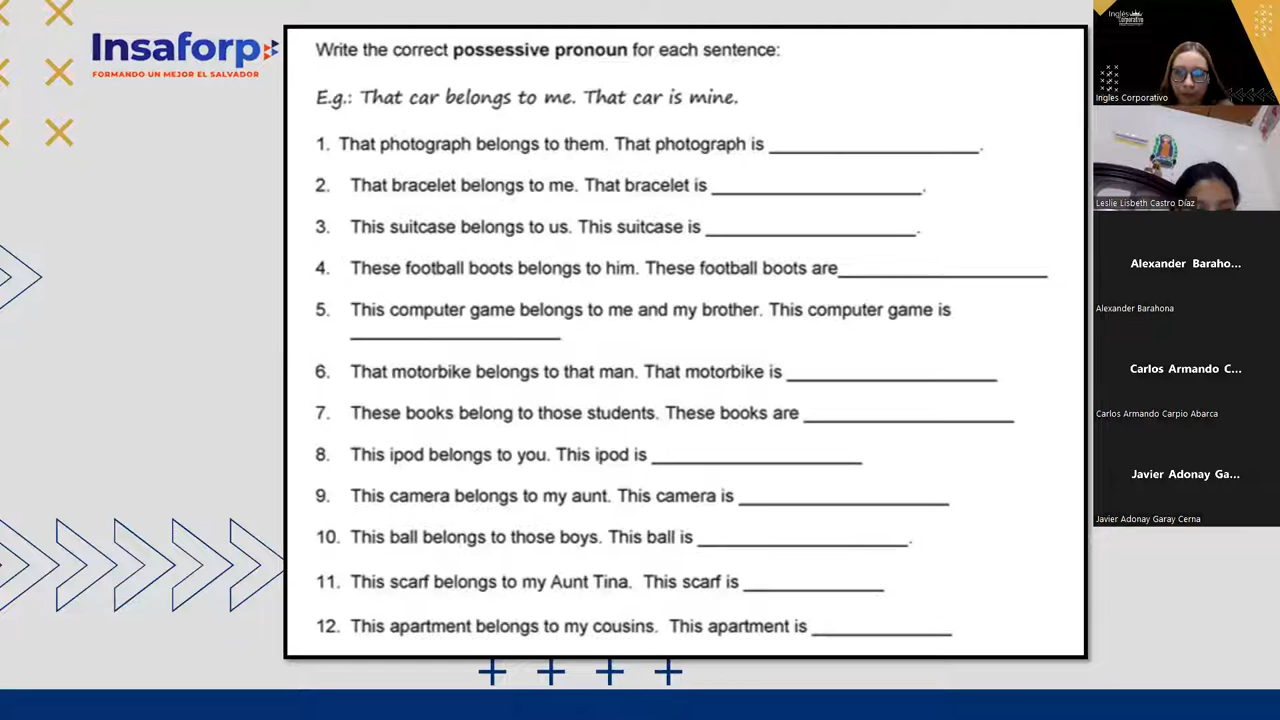 Insaforp
FORMANDO UN MEJOR EL SALVADOR
Write the correct possessive pronoun for each sentence:
E.g.: That car belongs to me. That car is mine.
1. That photograph belongs to them. That photograph is ____________________.
2. That bracelet belongs to me. That bracelet is ____________________.
3. This suitcase belongs to us. This suitcase is ____________________.
4. These football boots belongs to him. These football boots are____________________
5. This computer game belongs to me and my brother. This computer game is
____________________
6. That motorbike belongs to that man. That motorbike is ____________________
7. These books belong to those students. These books are ____________________
8. This ipod belongs to you. This ipod is ____________________
9. This camera belongs to my aunt. This camera is ____________________
10. This ball belongs to those boys. This ball is ____________________.
11. This scarf belongs to my Aunt Tina. This scarf is ______________
12. This apartment belongs to my cousins. This apartment is ______________
Inglés
Corporativo
Ingles Corporativo
Leslie Lisbeth Castro Díaz
Alexander Baraho...
Alexander Barahona
Carlos Armando C...
Carlos Armando Carpio Abarca
Javier Adonay Ga...
Javier Adonay Garay Cerna